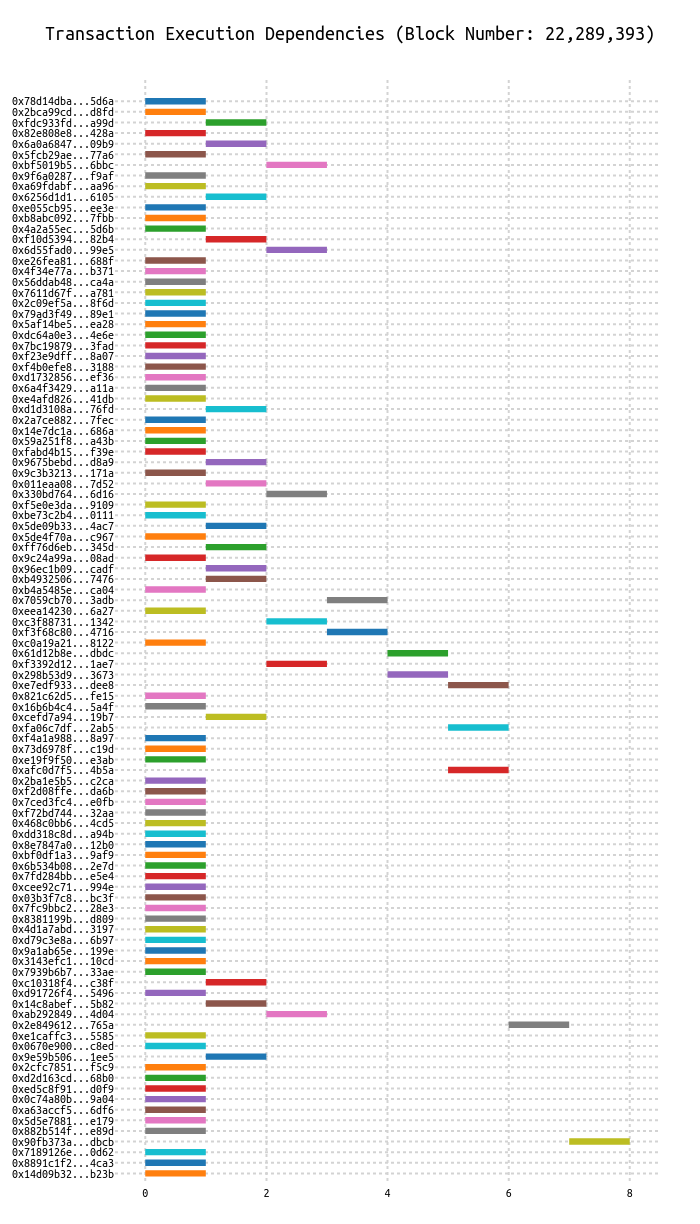 Transaction Execution Dependencies (Block Number: 22,289,393)
0x78d14dba...5d6a
0x2bca99cd...d8fd
0xfdc933fd...a99d
0x82e808e8...428a
0x6a0a6847...09b9
0x5fcb29ae...77a6
0xbf5019b5...6bbc
0x9f6a0287...f9af
0xa69fdabf...aa96
0x6256d1d1...6105
0xe055cb95...ee3e
0xb8abc092...7fbb
0x4a2a55ec...5d6b
0xf10d5394...82b4
0x6d55fad0...99e5
0xe26fea81...688f
0x4f34e77a...b371
0x56ddab48...ca4a
0x7611d67f...a781
0x2c09ef5a...8f6d
0x79ad3f49...89e1
0x5af14be5...ea28
0xdc64a0e3...4e6e
0x7bc19879...3fad
0xf23e9dff...8a07
0xf4b0efe8...3188
0xd1732856...ef36
0x6a4f3429...a11a
0xe4afd826...41db
0xd1d3108a...76fd
0x2a7ce882...7fec
0x14e7dc1a...686a
0x59a251f8...a43b
0xfabd4b15...f39e
0x9675bebd...d8a9
0x9c3b3213...171a
0x011eaa08...7d52
0x330bd764...6d16
0xf5e0e3da...9109
0xbe73c2b4...0111
0x5de09b33...4ac7
0x5de4f70a...c967
0xff76d6eb...345d
0x9c24a99a...08ad
0x96ec1b09...cadf
0xb4932506...7476
0xb4a5485e...ca04
0x7059cb70...3adb
0xeea14230...6a27
0xc3f88731...1342
0xf3f68c80...4716
0xc0a19a21...8122
0x61d12b8e...dbdc
0xf3392d12...1ae7
0x298b53d9...3673
0xe7edf933...dee8
0x821c62d5...fe15
0x16b6b4c4...5a4f
0xcefd7a94...19b7
0xfa06c7df...2ab5
0xf4a1a988...8a97
0x73d6978f...c19d
0xe19f9f50...e3ab
0xafc0d7f5...4b5a
0x2ba1e5b5...c2ca
0xf2d08ffe...da6b
0x7ced3fc4...e0fb
0xf72bd744...32aa
0x468c0bb6...4cd5
0xdd318c8d...a94b
0x8e7847a0...12b0
0xbf0df1a3...9af9
0x6b534b08...2e7d
0x7fd284bb...e5e4
0xcee92c71...994e
0x03b3f7c8...bc3f
0x7fc9bbc2...28e3
0x8381199b...d809
0x4d1a7abd...3197
0xd79c3e8a...6b97
0x9a1ab65e...199e
0x3143efc1...10cd
0x7939b6b7...33ae
0xc10318f4...c38f
0xd91726f4...5496
0x14c8abef...5b82
0xab292849...4d04
0x2e849612...765a
0xe1caffc3...5585
0x0670e900...c8ed
0x9e59b506...1ee5
0x2cfc7851...f5c9
0xd2d163cd...68b0
0xed5c8f91...d0f9
0x0c74a80b...9a04
0xa63accf5...6df6
0x5d5e7881...e179
0x882b514f...e89d
0x90fb373a...dbcb
0x7189126e...0d62
0x8891c1f2...4ca3
0x14d09b32...b23b
0 2 4 6 8